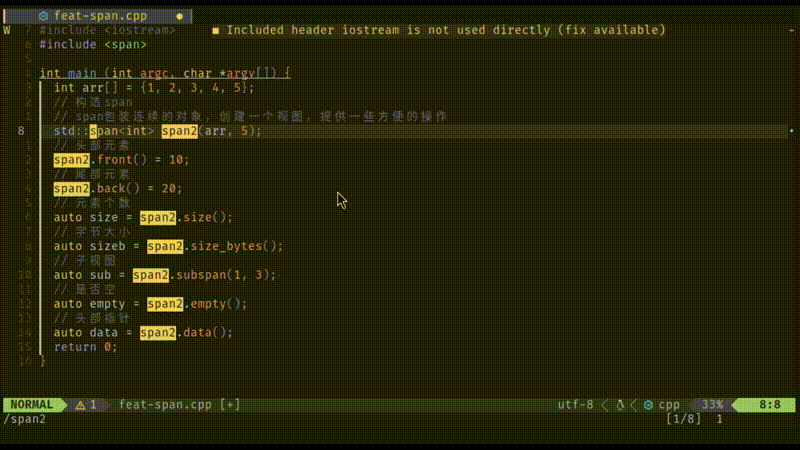 feat-span.cpp ●
W 7 #include <iostream> ■ Included header iostream is not used directly (fix available)
6 #include <span>
5
4 int main (int argc, char *argv[]) {
3 int arr[] = {1, 2, 3, 4, 5};
2 // 构造span
1 // span包装连续的对象, 创建一个视图, 提供一些方便的操作
8 std::span<int> span2(arr, 5);
1 // 头部元素
2 span2.front() = 10;
3 // 尾部元素
4 span2.back() = 20;
5 // 元素个数
6 auto size = span2.size();
7 // 字节大小
8 auto sizeb = span2.size_bytes();
9 // 子视图
10 auto sub = span2.subspan(1, 3);
11 // 是否空
12 auto empty = span2.empty();
13 // 头部指针
14 auto data = span2.data();
15 return 0;
16 }
NORMAL 1 feat-span.cpp [+] utf-8 cpp 33% 8:8
/span2 [1/8] 1